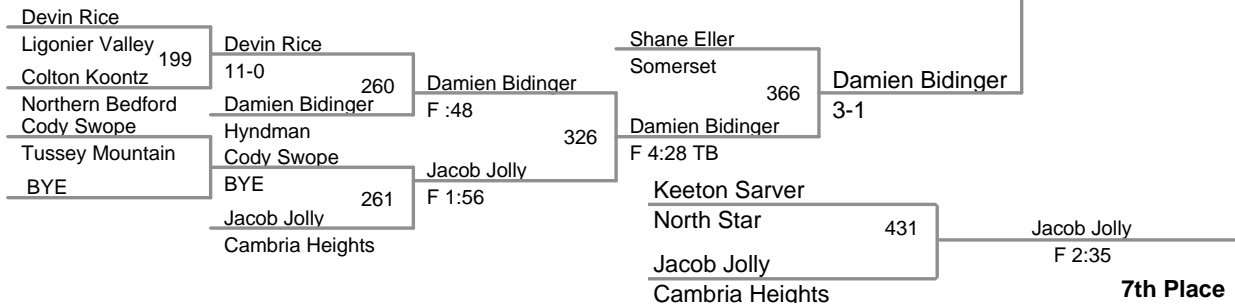 Devin Rice
Ligonier Valley
199
Colton Koontz
Northern Bedford
Cody Swope
Tussey Mountain
BYE
Devin Rice
11-0
260
Damien Bidinger
Hyndman
Cody Swope
BYE
261
Jacob Jolly
Cambria Heights
Damien Bidinger
F :48
326
Jacob Jolly
F 1:56
Shane Eller
Somerset
366
Damien Bidinger
F 4:28 TB
Damien Bidinger
3-1
Keeton Sarver
North Star
431
Jacob Jolly
Cambria Heights
Jacob Jolly
F 2:35
7th Place